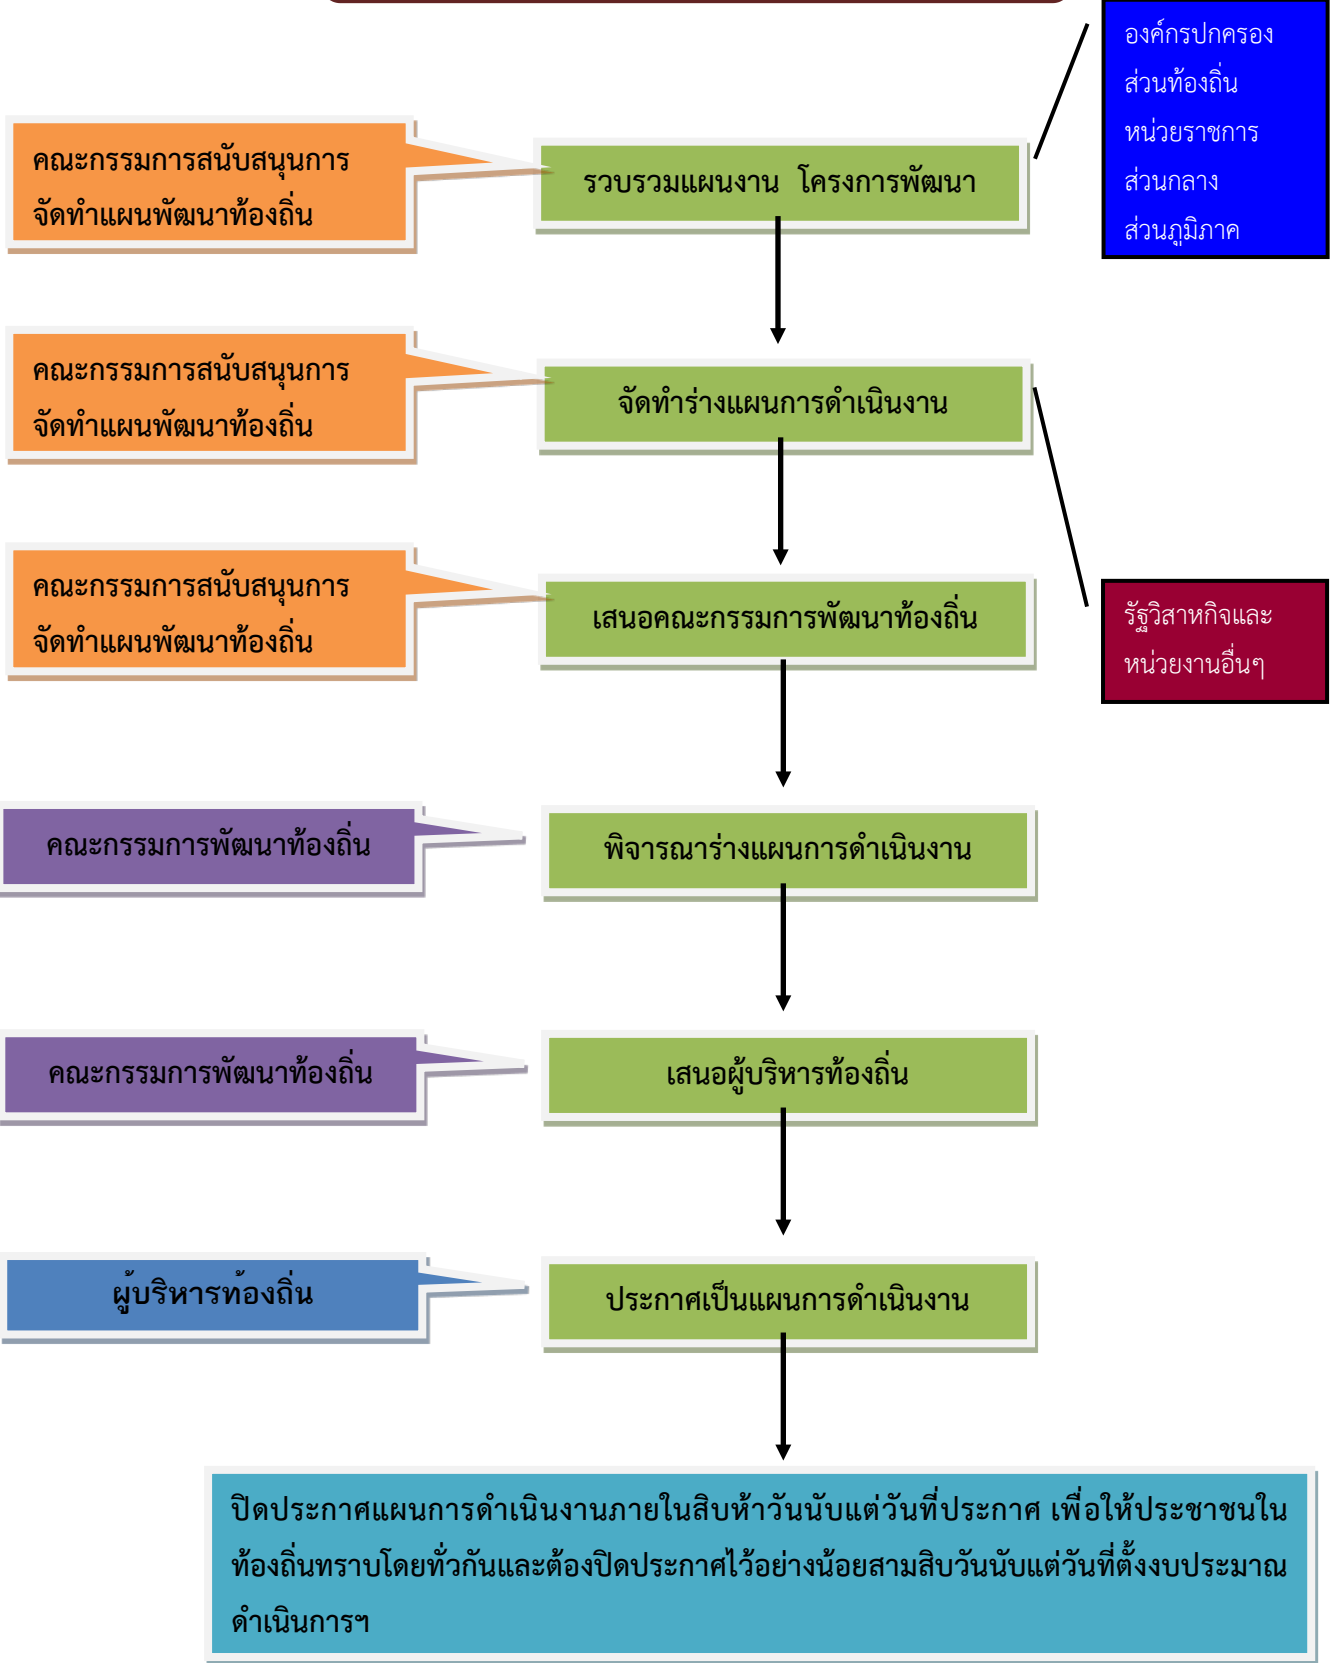 องค์กรปกครอง
ส่วนท้องถิ่น
หน่วยราชการ
ส่วนกลาง
ส่วนภูมิภาค
คณะกรรมการสนับสนุนการ
จัดทำแผนพัฒนาท้องถิ่น
รวบรวมแผนงาน โครงการพัฒนา
คณะกรรมการสนับสนุนการ
จัดทำแผนพัฒนาท้องถิ่น
จัดทำร่างแผนการดำเนินงาน
คณะกรรมการสนับสนุนการ
จัดทำแผนพัฒนาท้องถิ่น
เสนอคณะกรรมการพัฒนาท้องถิ่น
รัฐวิสาหกิจและ
หน่วยงานอื่นๆ
คณะกรรมการพัฒนาท้องถิ่น
พิจารณาร่างแผนการดำเนินงาน
คณะกรรมการพัฒนาท้องถิ่น
เสนอผู้บริหารท้องถิ่น
ผู้บริหารท้องถิ่น
ประกาศเป็นแผนการดำเนินงาน
ปิดประกาศแผนการดำเนินงานภายในสิบห้าวันนับแต่วันที่ประกาศ เพื่อให้ประชาชนใน
ท้องถิ่นทราบโดยทั่วกันและต้องปิดประกาศไว้อย่างน้อยสามสิบวันนับแต่วันที่ตั้งงบประมาณ
ดำเนินการฯ